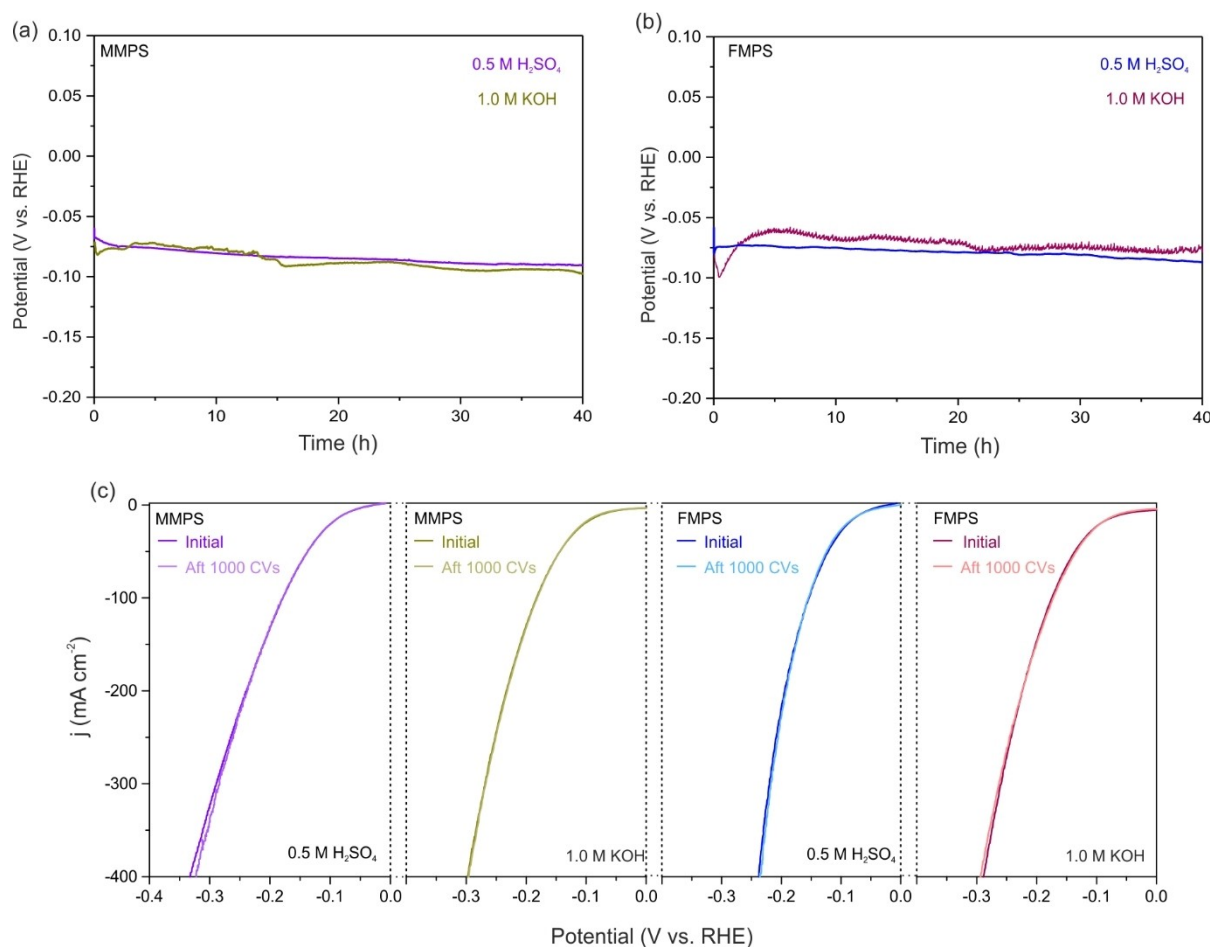 (a)
MMPS
0.5 M H₂SO₄
1.0 M KOH
0.10
0.05
0.00
-0.05
-0.10
-0.15
-0.20
Potential (V vs. RHE)
0 10 20 30 40
Time (h)
(b)
FMPS
0.5 M H₂SO₄
1.0 M KOH
0.10
0.05
0.00
-0.05
-0.10
-0.15
-0.20
Potential (V vs. RHE)
0 10 20 30 40
Time (h)
(c)
0
-100
-200
-300
-400
j (mA cm⁻²)
MMPS
Initial
Aft 1000 CVs
0.5 M H₂SO₄
-0.4 -0.3 -0.2 -0.1 0.0
MMPS
Initial
Aft 1000 CVs
1.0 M KOH
-0.3 -0.2 -0.1 0.0
FMPS
Initial
Aft 1000 CVs
0.5 M H₂SO₄
-0.3 -0.2 -0.1 0.0
FMPS
Initial
Aft 1000 CVs
1.0 M KOH
-0.3 -0.2 -0.1 0.0
Potential (V vs. RHE)